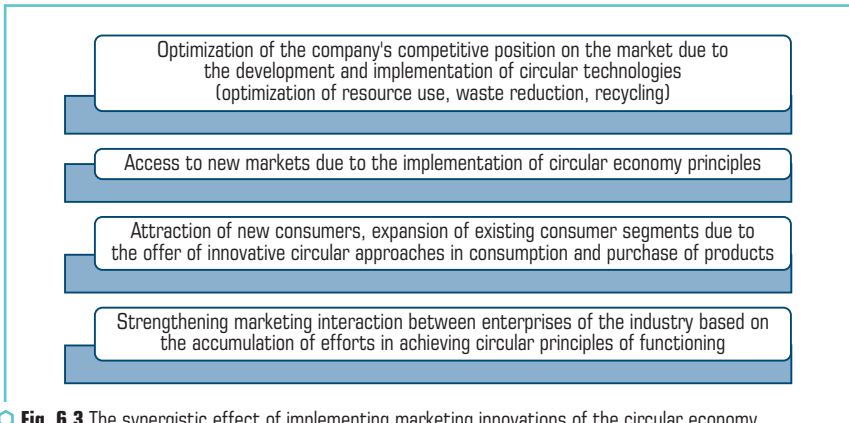 Optimization of the company's competitive position on the market due to
the development and implementation of circular technologies
(optimization of resource use, waste reduction, recycling)
Access to new markets due to the implementation of circular economy principles
Attraction of new consumers, expansion of existing consumer segments due to
the offer of innovative circular approaches in consumption and purchase of products
Strengthening marketing interaction between enterprises of the industry based on
the accumulation of efforts in achieving circular principles of functioning
Fig. 6.3 The synergistic effect of implementing marketing innovations of the circular economy